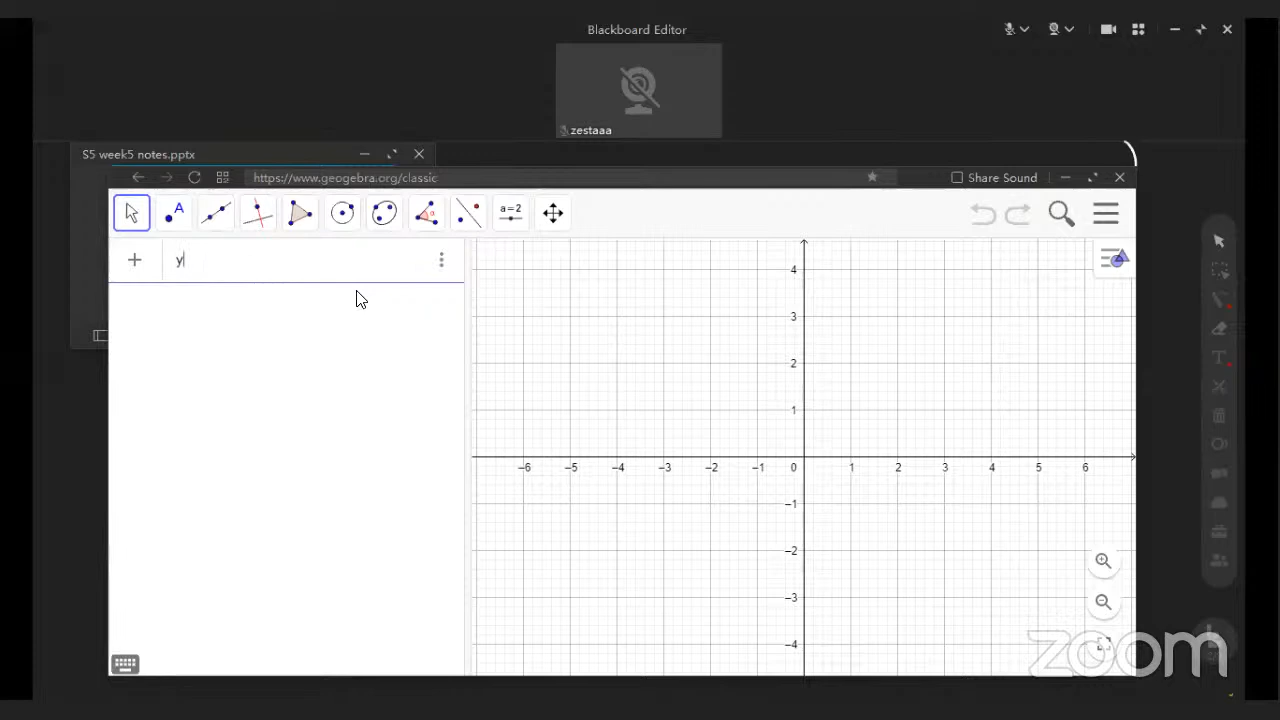 Blackboard Editor
zestaaa
S5 week5 notes.pptx
https://www.geogebra.org/classic
Share Sound
A
α
a=2
y
4
3
2
1
−6 −5 −4 −3 −2 −1 0 1 2 3 4 5 6
−1
−2
−3
−4
T
zoom